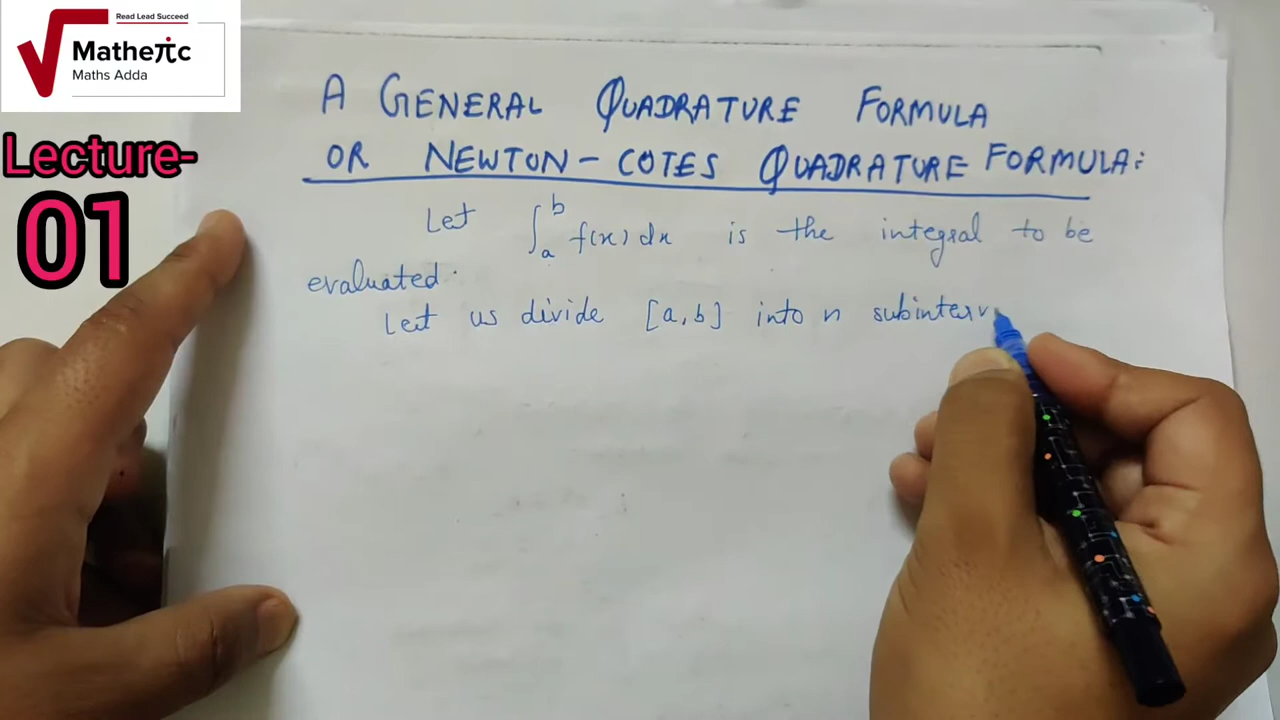 Read Lead Succeed
Matheπc
Maths Adda
Lecture-
01
A GENERAL QUADRATURE FORMULA
OR NEWTON-COTES QUADRATURE FORMULA:
Let ∫_a^b f(x) dx is the integral to be
evaluated.
Let us divide [a, b] into n subinterv